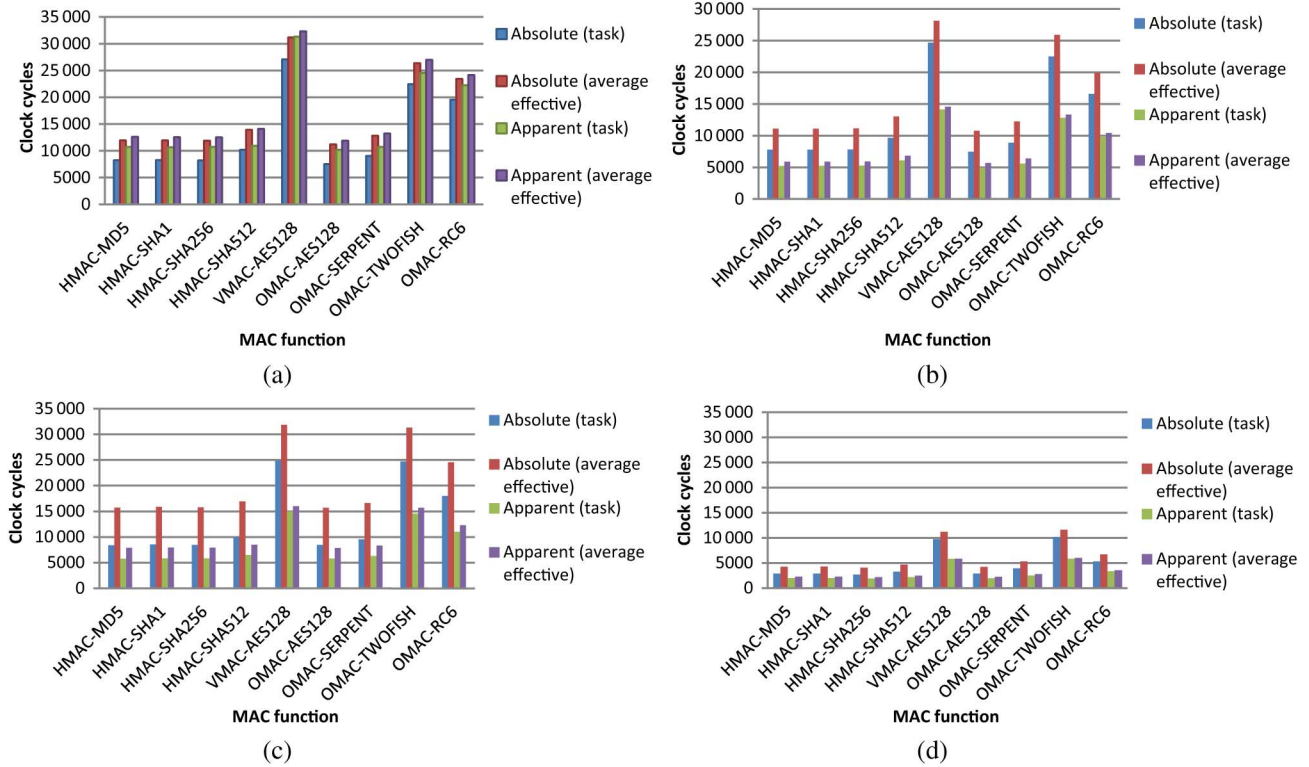 35 000
30 000
25 000
20 000
15 000
10 000
5000
0
Clock cycles
Absolute (task)
Absolute (average
effective)
Apparent (task)
Apparent (average
effective)
HMAC-MD5
HMAC-SHA1
HMAC-SHA256
HMAC-SHA512
VMAC-AES128
OMAC-AES128
OMAC-SERPENT
OMAC-TWOFISH
OMAC-RC6
MAC function
(a)
30 000
25 000
20 000
15 000
10 000
5000
0
Clock cycles
Absolute (task)
Absolute (average
effective)
Apparent (task)
Apparent (average
effective)
HMAC-MD5
HMAC-SHA1
HMAC-SHA256
HMAC-SHA512
VMAC-AES128
OMAC-AES128
OMAC-SERPENT
OMAC-TWOFISH
OMAC-RC6
MAC function
(b)
35 000
30 000
25 000
20 000
15 000
10 000
5000
0
Clock cycles
Absolute (task)
Absolute (average
effective)
Apparent (task)
Apparent (average
effective)
HMAC-MD5
HMAC-SHA1
HMAC-SHA256
HMAC-SHA512
VMAC-AES128
OMAC-AES128
OMAC-SERPENT
OMAC-TWOFISH
OMAC-RC6
MAC function
(c)
35 000
30 000
25 000
20 000
15 000
10 000
5000
0
Clock cycles
Absolute (task)
Absolute (average
effective)
Apparent (task)
Apparent (average
effective)
HMAC-MD5
HMAC-SHA1
HMAC-SHA256
HMAC-SHA512
VMAC-AES128
OMAC-AES128
OMAC-SERPENT
OMAC-TWOFISH
OMAC-RC6
MAC function
(d)